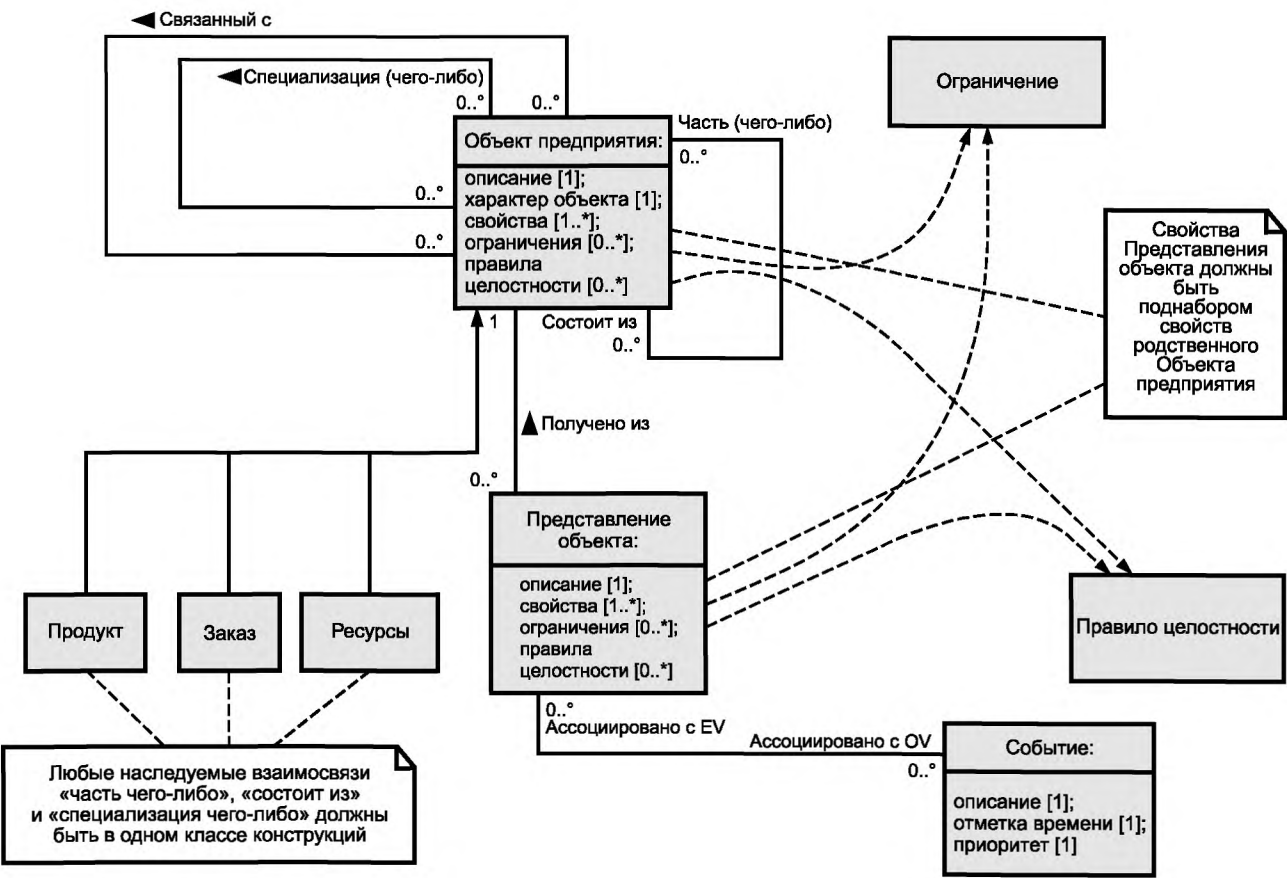 ◀ Связанный с
◀ Специализация (чего-либо)
0..°
0..°
0..°
0..°
Объект предприятия:
описание [1];
характер объекта [1];
свойства [1..*];
ограничения [0..*];
правила
целостности [0..*]
Часть (чего-либо)
0..°
Состоит из
0..°
1
Ограничение
Свойства
Представления
объекта должны
быть
поднабором
свойств
родственного
Объекта
предприятия
▲ Получено из
0..°
Представление
объекта:
описание [1];
свойства [1..*];
ограничения [0..*];
правила
целостности [0..*]
Продукт
Заказ
Ресурсы
Правило целостности
Любые наследуемые взаимосвязи
«часть чего-либо», «состоит из»
и «специализация чего-либо» должны
быть в одном классе конструкций
0..°
Ассоциировано с EV
Ассоциировано с OV
0..°
Событие:
описание [1];
отметка времени [1];
приоритет [1]